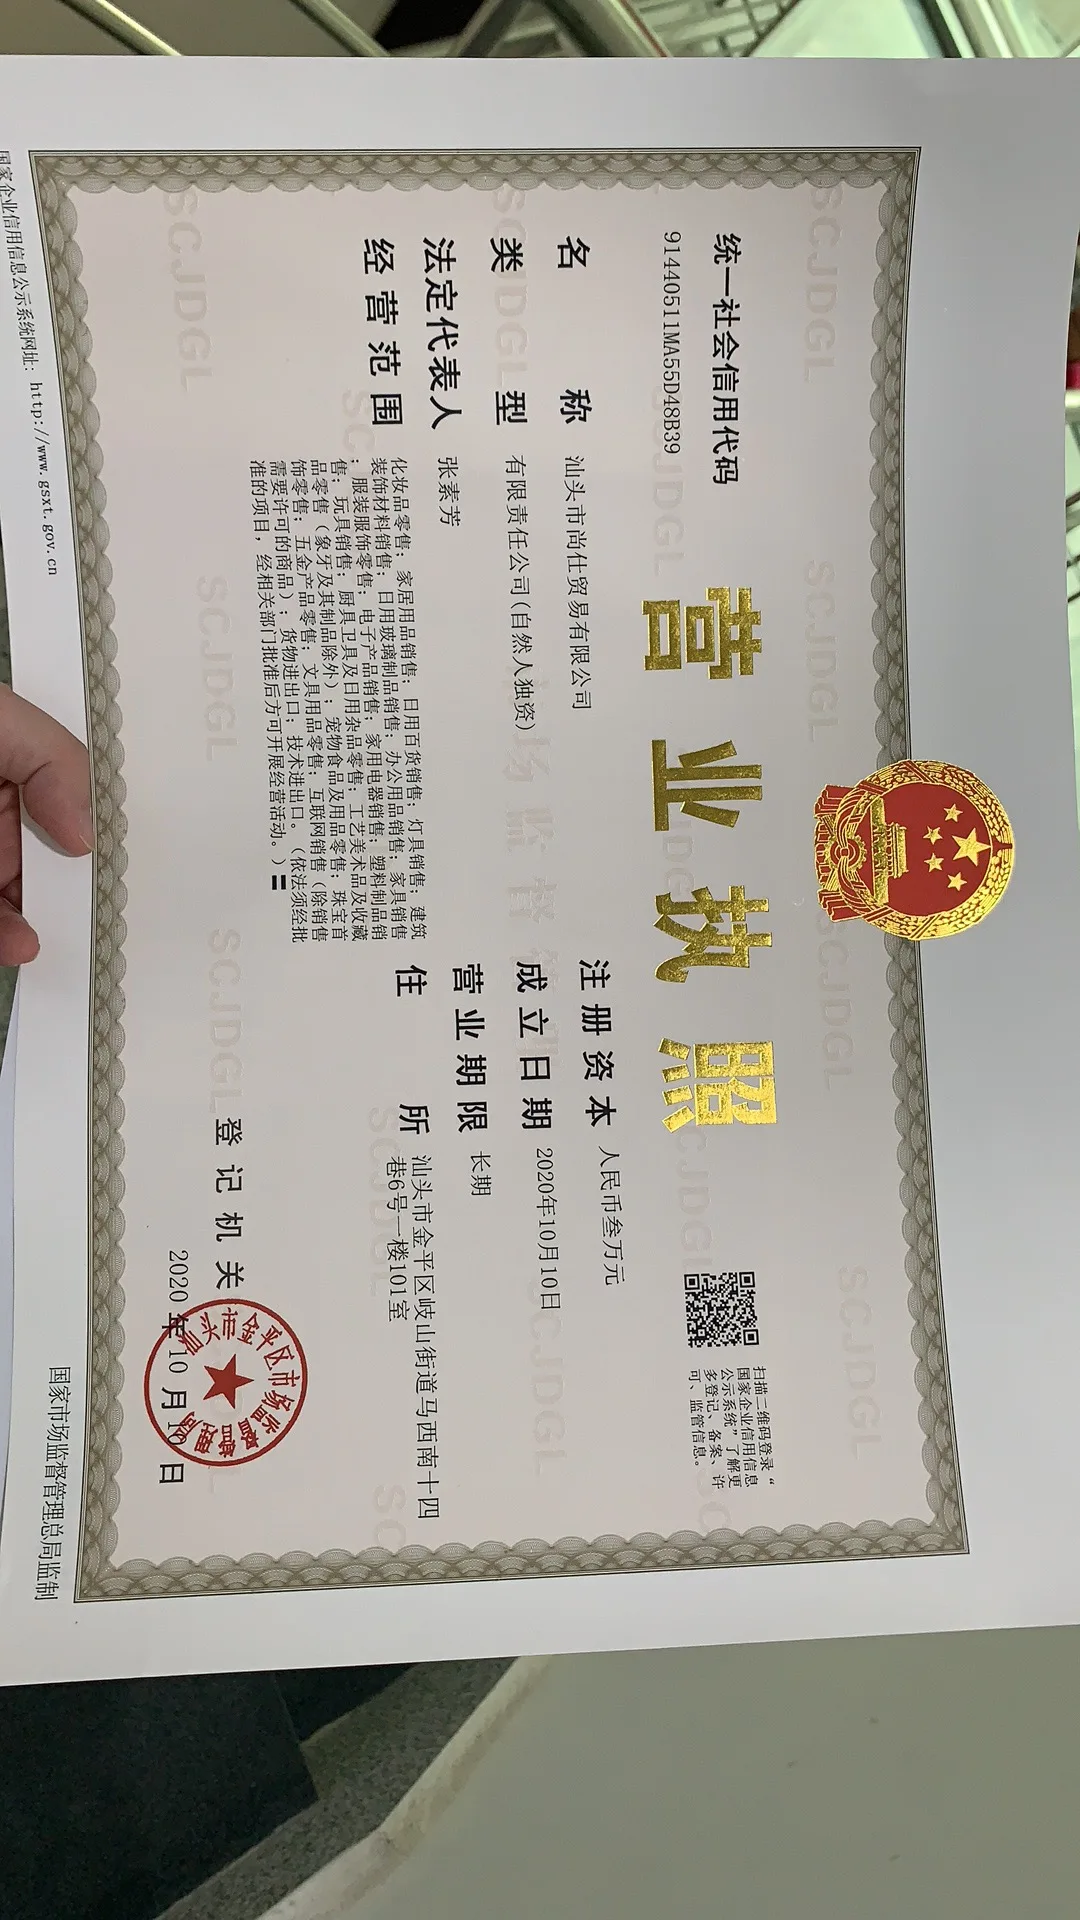 统一社会信用代码
91440511MA55D48B39
营业执照
扫描二维码登录“
国家企业信用信息
公示系统”了解更
多登记、备案、许
可、监管信息。
名称 汕头市尚仕贸易有限公司
类型 有限责任公司(自然人独资)
法定代表人 张素芳
经营范围 化妆品零售；家居用品销售；日用百货销售；灯具销售；建筑
装饰材料销售；日用玻璃制品销售；办公用品销售；家具销售
；服装服饰零售；电子产品销售；家用电器销售；塑料制品销
售；玩具销售；厨具卫具及日用杂品零售；工艺美术品及收藏
品零售（象牙及其制品除外）；宠物食品及用品零售；珠宝首
饰零售；五金产品零售；文具用品零售；互联网销售（除销售
需要许可的商品）；货物进出口；技术进出口。（依法须经批
准的项目，经相关部门批准后方可开展经营活动。）
注册资本 人民币叁万元
成立日期 2020年10月10日
营业期限 长期
住所 汕头市金平区岐山街道马西南十四
巷6号一楼101室
登记机关
汕头市金平区市场监督管理局
2020年10月10日
国家企业信用信息公示系统网址：http://www.gsxt.gov.cn
国家市场监督管理总局监制